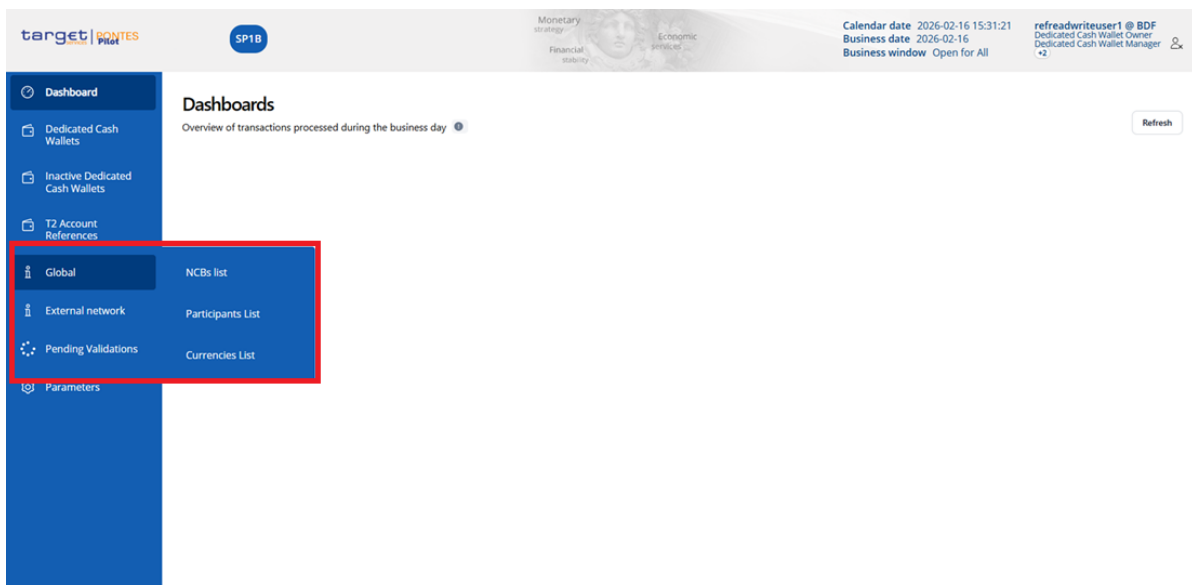 target | PONTES
SERVICES Pilot
SP1B
Monetary
strategy
Economic
services
Financial
stability
Calendar date 2026-02-16 15:31:21
Business date 2026-02-16
Business window Open for All
refreadwriteuser1 @ BDF
Dedicated Cash Wallet Owner
Dedicated Cash Wallet Manager
+2
Dashboard
Dedicated Cash
Wallets
Inactive Dedicated
Cash Wallets
T2 Account
References
Global
External network
Pending Validations
Parameters
NCBs list
Participants List
Currencies List
Dashboards
Overview of transactions processed during the business day
Refresh